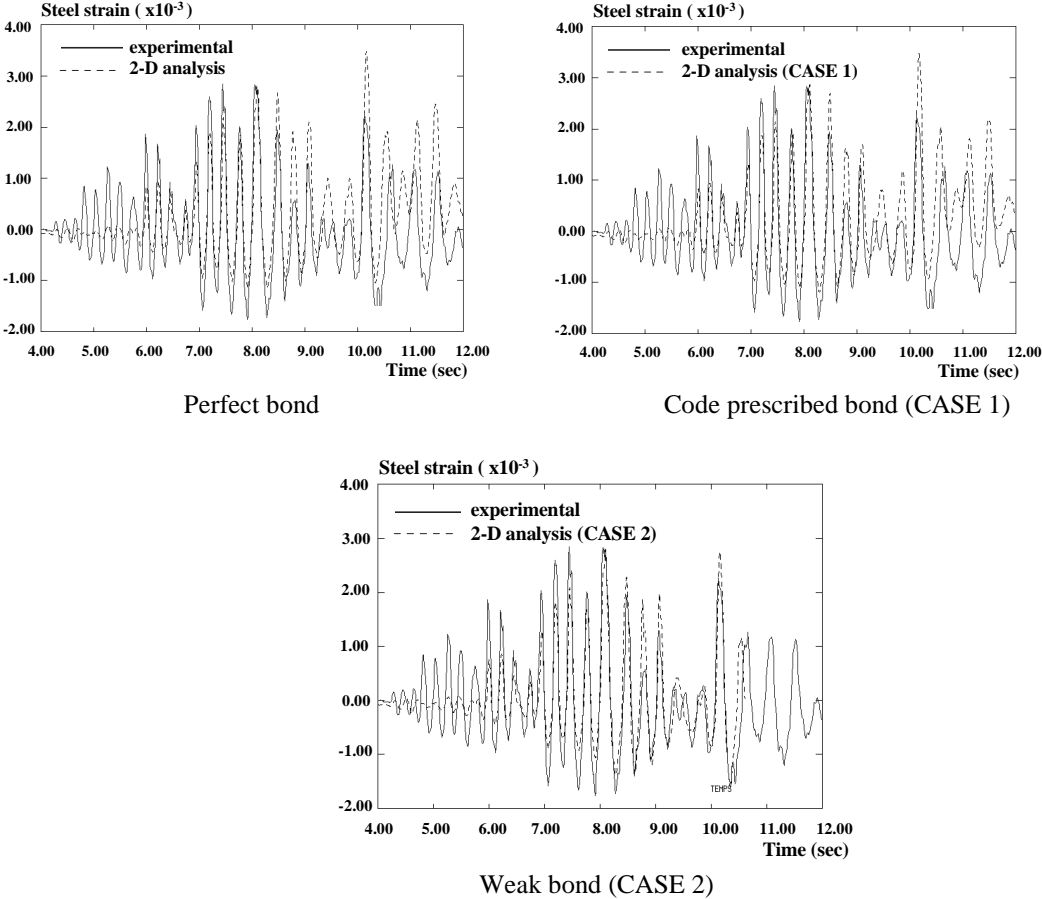 Steel strain ( x10-3 )
4.00
experimental
2-D analysis
3.00
2.00
1.00
0.00
-1.00
-2.00
4.00 5.00 6.00 7.00 8.00 9.00 10.00 11.00 12.00
Time (sec)
Perfect bond
Steel strain ( x10-3 )
4.00
experimental
2-D analysis (CASE 1)
3.00
2.00
1.00
0.00
-1.00
-2.00
4.00 5.00 6.00 7.00 8.00 9.00 10.00 11.00 12.00
Time (sec)
Code prescribed bond (CASE 1)
Steel strain ( x10-3 )
4.00
experimental
2-D analysis (CASE 2)
3.00
2.00
1.00
0.00
-1.00
TEMPS
-2.00
4.00 5.00 6.00 7.00 8.00 9.00 10.00 11.00 12.00
Time (sec)
Weak bond (CASE 2)